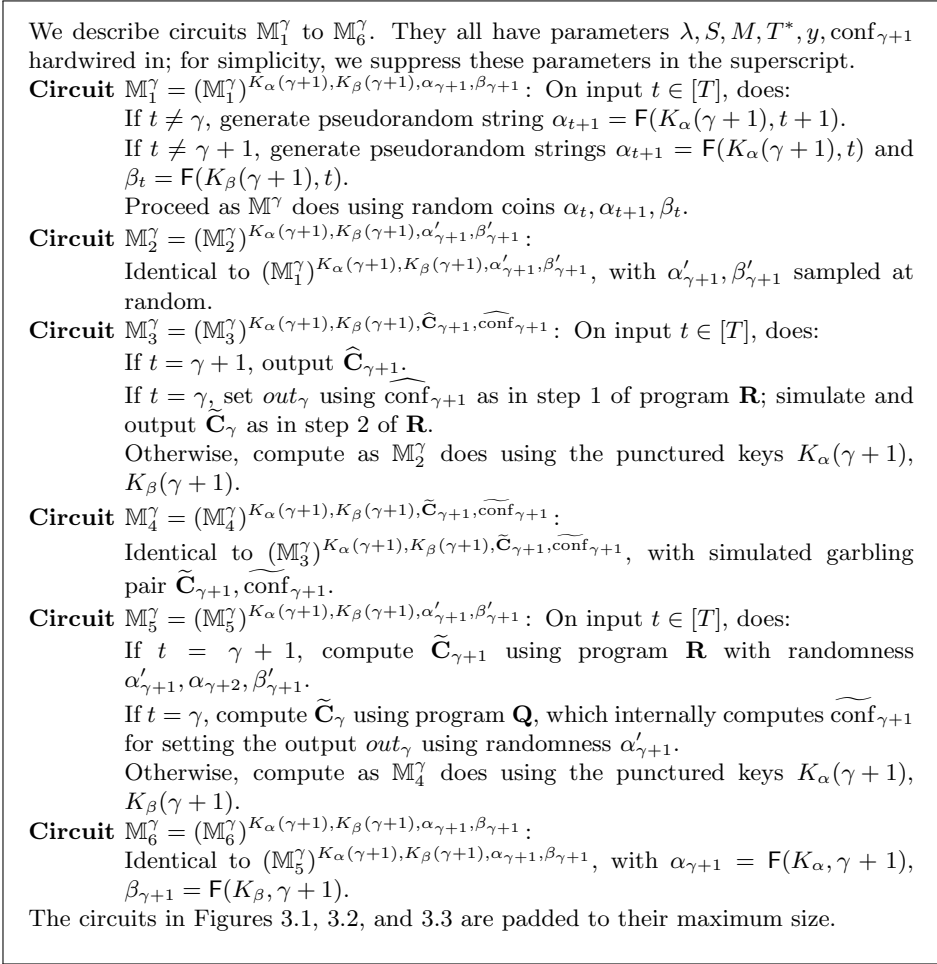 We describe circuits 𝕄₁^γ to 𝕄₆^γ. They all have parameters λ, S, M, T*, y, conf_{γ+1}
hardwired in; for simplicity, we suppress these parameters in the superscript.
Circuit 𝕄₁^γ = (𝕄₁^γ)^{K_α(γ+1),K_β(γ+1),α_{γ+1},β_{γ+1}}: On input t ∈ [T], does:
If t ≠ γ, generate pseudorandom string α_{t+1} = F(K_α(γ + 1), t + 1).
If t ≠ γ + 1, generate pseudorandom strings α_{t+1} = F(K_α(γ + 1), t) and
β_t = F(K_β(γ + 1), t).
Proceed as 𝕄^γ does using random coins α_t, α_{t+1}, β_t.
Circuit 𝕄₂^γ = (𝕄₂^γ)^{K_α(γ+1),K_β(γ+1),α′_{γ+1},β′_{γ+1}}:
Identical to (𝕄₁^γ)^{K_α(γ+1),K_β(γ+1),α′_{γ+1},β′_{γ+1}}, with α′_{γ+1}, β′_{γ+1} sampled at
random.
Circuit 𝕄₃^γ = (𝕄₃^γ)^{K_α(γ+1),K_β(γ+1),Ĉ_{γ+1},\widehat{conf}_{γ+1}}: On input t ∈ [T], does:
If t = γ + 1, output Ĉ_{γ+1}.
If t = γ, set out_γ using \widehat{conf}_{γ+1} as in step 1 of program R; simulate and
output C̃_γ as in step 2 of R.
Otherwise, compute as 𝕄₂^γ does using the punctured keys K_α(γ + 1),
K_β(γ + 1).
Circuit 𝕄₄^γ = (𝕄₄^γ)^{K_α(γ+1),K_β(γ+1),C̃_{γ+1},\widetilde{conf}_{γ+1}}:
Identical to (𝕄₃^γ)^{K_α(γ+1),K_β(γ+1),C̃_{γ+1},\widetilde{conf}_{γ+1}}, with simulated garbling
pair C̃_{γ+1}, \widetilde{conf}_{γ+1}.
Circuit 𝕄₅^γ = (𝕄₅^γ)^{K_α(γ+1),K_β(γ+1),α′_{γ+1},β′_{γ+1}}: On input t ∈ [T], does:
If t = γ + 1, compute C̃_{γ+1} using program R with randomness
α′_{γ+1}, α_{γ+2}, β′_{γ+1}.
If t = γ, compute C̃_γ using program Q, which internally computes \widetilde{conf}_{γ+1}
for setting the output out_γ using randomness α′_{γ+1}.
Otherwise, compute as 𝕄₄^γ does using the punctured keys K_α(γ + 1),
K_β(γ + 1).
Circuit 𝕄₆^γ = (𝕄₆^γ)^{K_α(γ+1),K_β(γ+1),α_{γ+1},β_{γ+1}}:
Identical to (𝕄₅^γ)^{K_α(γ+1),K_β(γ+1),α_{γ+1},β_{γ+1}}, with α_{γ+1} = F(K_α, γ + 1),
β_{γ+1} = F(K_β, γ + 1).
The circuits in Figures 3.1, 3.2, and 3.3 are padded to their maximum size.